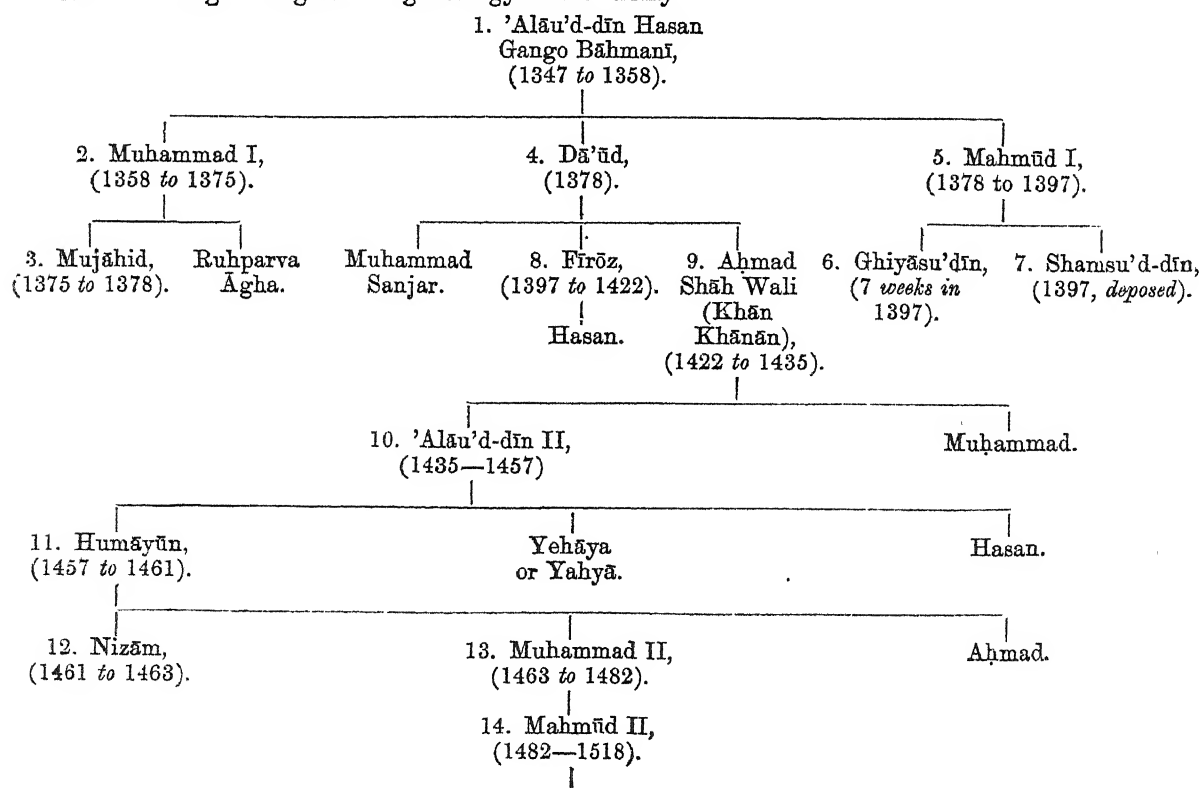 1. ’Alāu’d-dīn Hasan
Gango Bāhmanī,
(1347 to 1358).
2. Muhammad I,
(1358 to 1375).
4. Dā’ūd,
(1378).
5. Mahmūd I,
(1378 to 1397).
3. Mujāhid,
(1375 to 1378).
Ruhparva
Āgha.
Muhammad
Sanjar.
8. Fīrōz,
(1397 to 1422).
Hasan.
9. Aḥmad
Shāh Wali
(Khān
Khānān),
(1422 to 1435).
6. Ghiyāsu’dīn,
(7 weeks in
1397).
7. Shamsu’d-dīn,
(1397, deposed).
10. ’Alāu’d-dīn II,
(1435—1457)
Muḥammad.
11. Humāyūn,
(1457 to 1461).
Yehāya
or Yahyā.
Hasan.
12. Nizām,
(1461 to 1463).
13. Muhammad II,
(1463 to 1482).
Aḥmad.
14. Mahmūd II,
(1482—1518).